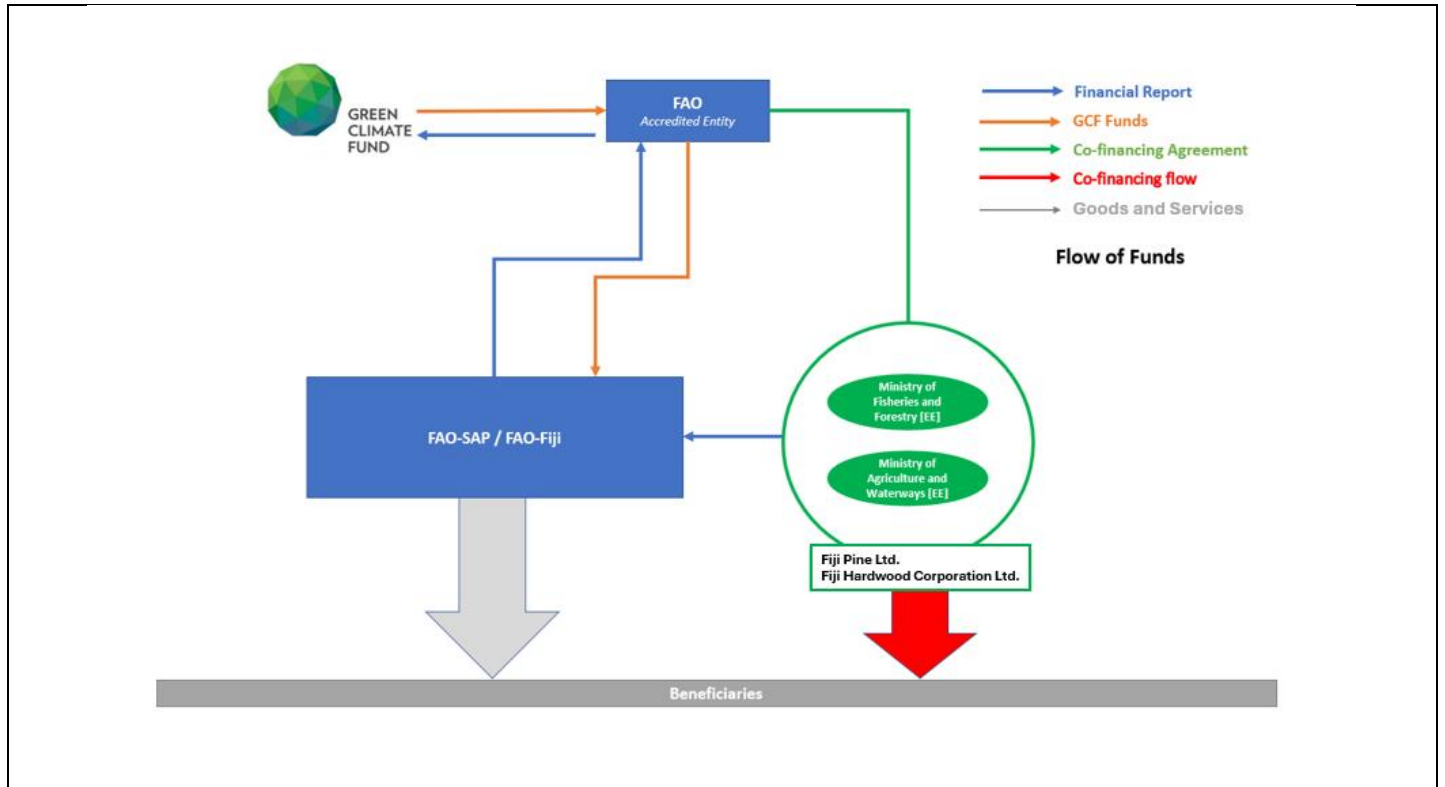 GREEN
CLIMATE
FUND
FAO
Accredited Entity
Financial Report
GCF Funds
Co-financing Agreement
Co-financing flow
Goods and Services
Flow of Funds
FAO-SAP / FAO-Fiji
Ministry of
Fisheries and
Forestry [EE]
Ministry of
Agriculture and
Waterways [EE]
Fiji Pine Ltd.
Fiji Hardwood Corporation Ltd.
Beneficiaries